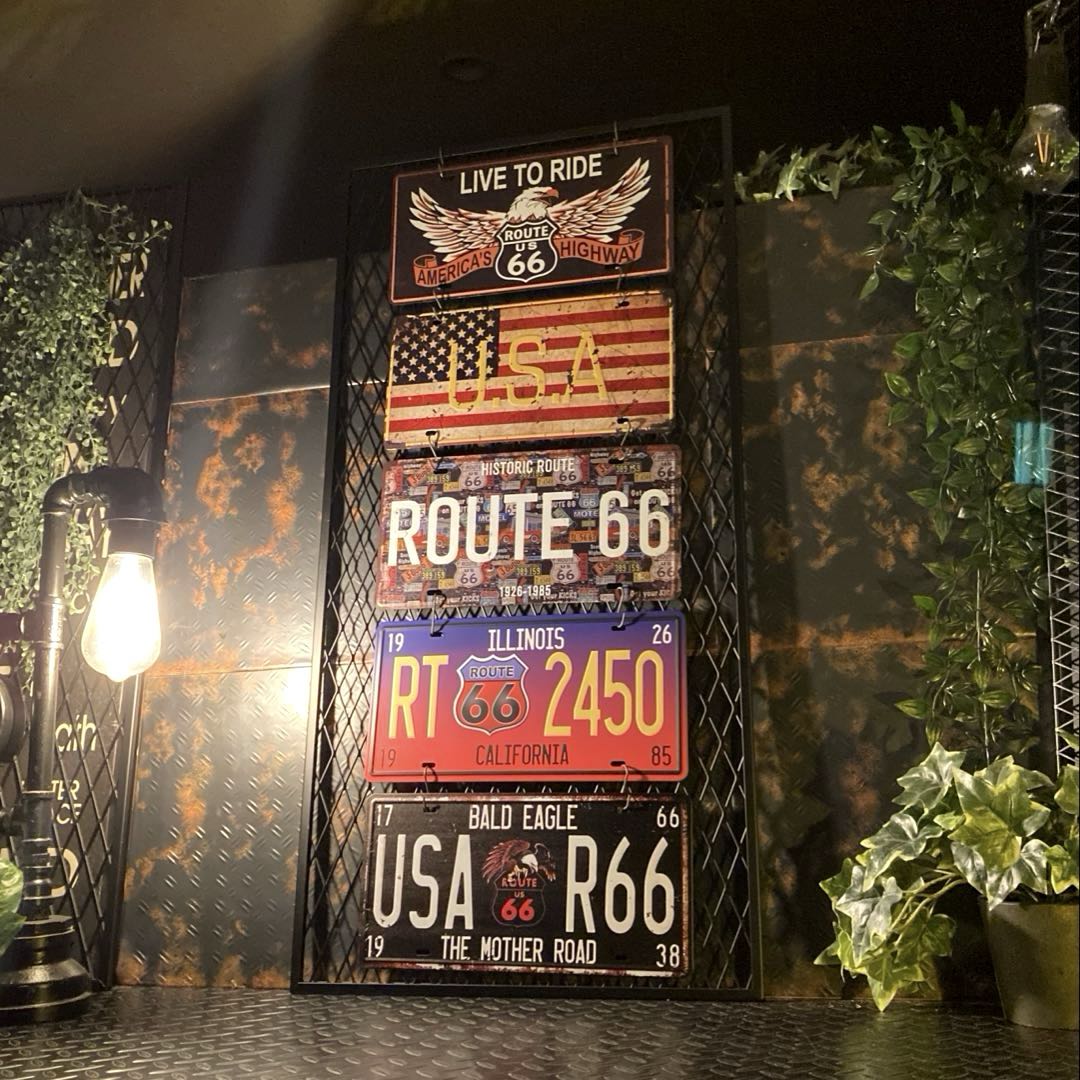 LIVE TO RIDE
ROUTE
US
66
AMERICA'S HIGHWAY
U.S.A
HISTORIC ROUTE
ROUTE 66
1926-1985
19 ILLINOIS 26
RT ROUTE 66 2450
19 CALIFORNIA 85
17 BALD EAGLE 66
USA ROUTE US 66 R66
19 THE MOTHER ROAD 38